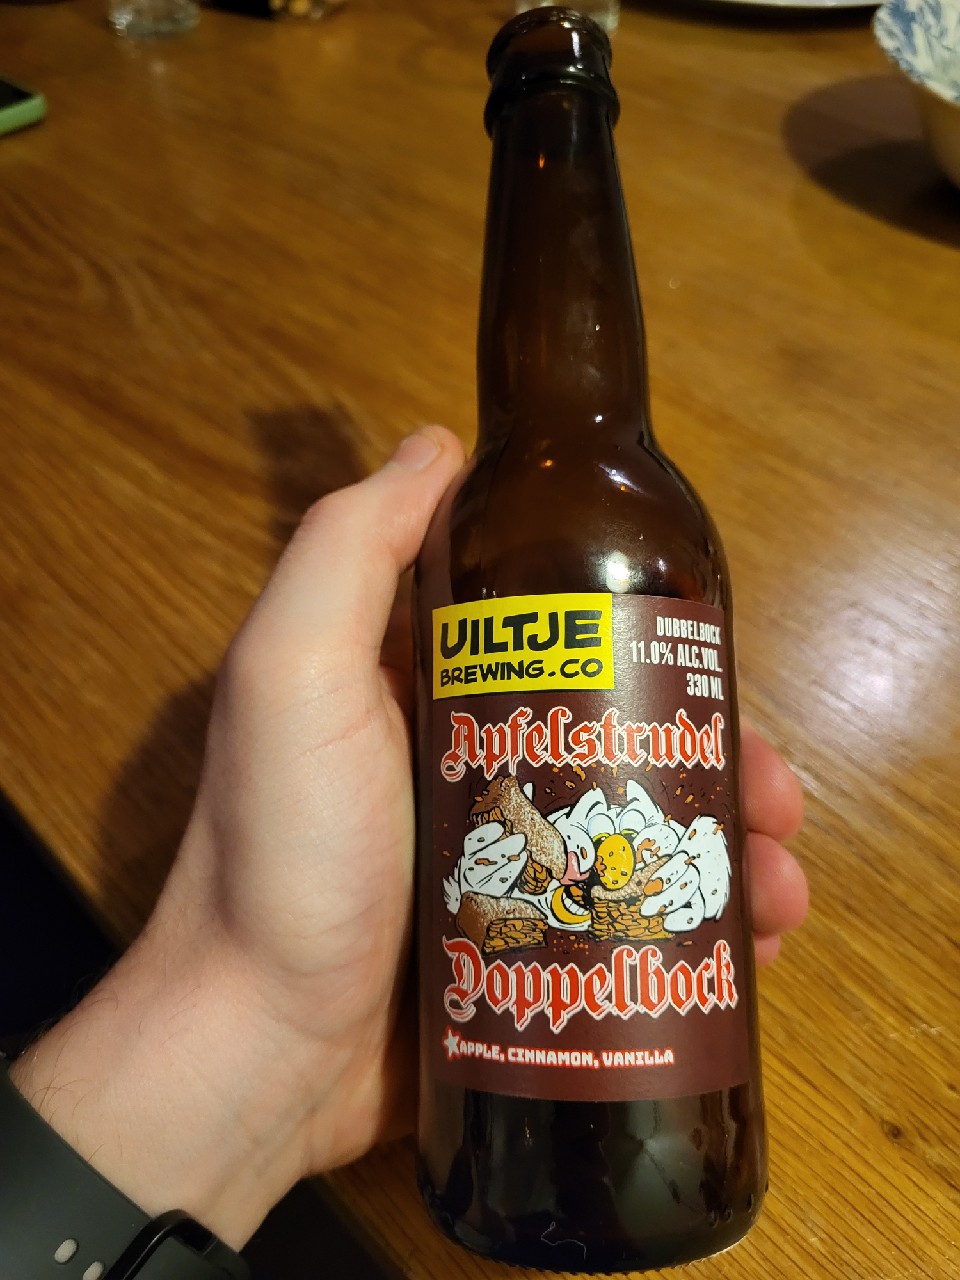 UILTJE
BREWING.CO
DUBBELBOCK
11.0% ALC.VOL.
330 ML
Apfelstrudel
Doppelbock
APPLE, CINNAMON, VANILLA